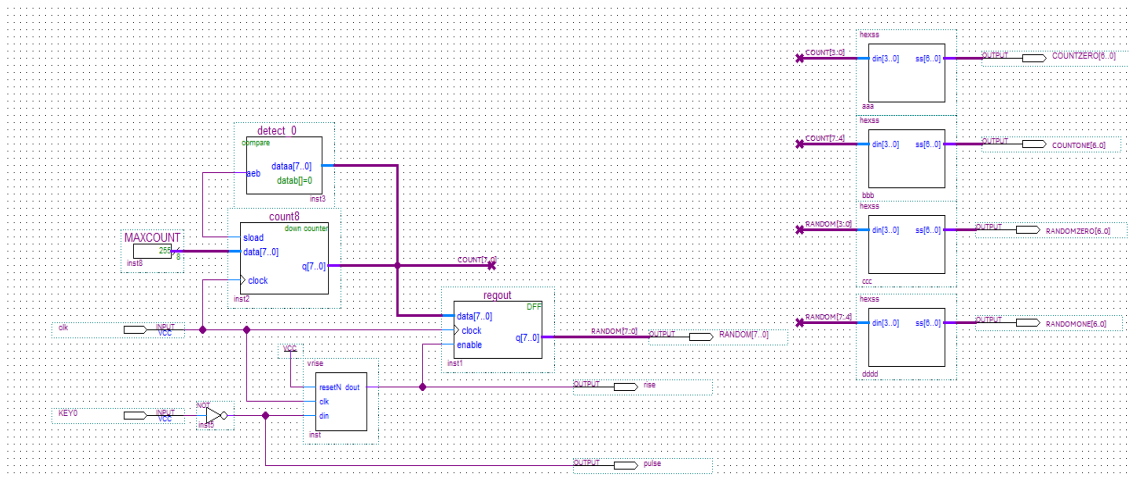 detect_0
compare
dataa[7..0]
aeb
datab[]=0
inst3
count8
down counter
sload
data[7..0]
q[7..0]
clock
inst2
MAXCOUNT
255
8
inst8
COUNT[7..0]
regout
DFF
data[7..0]
clock
q[7..0]
enable
inst1
RANDOM[7..0]
OUTPUT
RANDOM[7..0]
clk
INPUT
VCC
VCC
vrise
resetN dout
clk
din
inst
OUTPUT
rise
KEY0
INPUT
VCC
NOT
inst5
OUTPUT
pulse
hexss
COUNT[3..0]
din[3..0] ss[6..0]
OUTPUT
COUNTZERO[6..0]
aaa
hexss
COUNT[7..4]
din[3..0] ss[6..0]
OUTPUT
COUNTONE[6..0]
bbb
hexss
RANDOM[3..0]
din[3..0] ss[6..0]
OUTPUT
RANDOMZERO[6..0]
ccc
hexss
RANDOM[7..4]
din[3..0] ss[6..0]
OUTPUT
RANDOMONE[6..0]
dddd